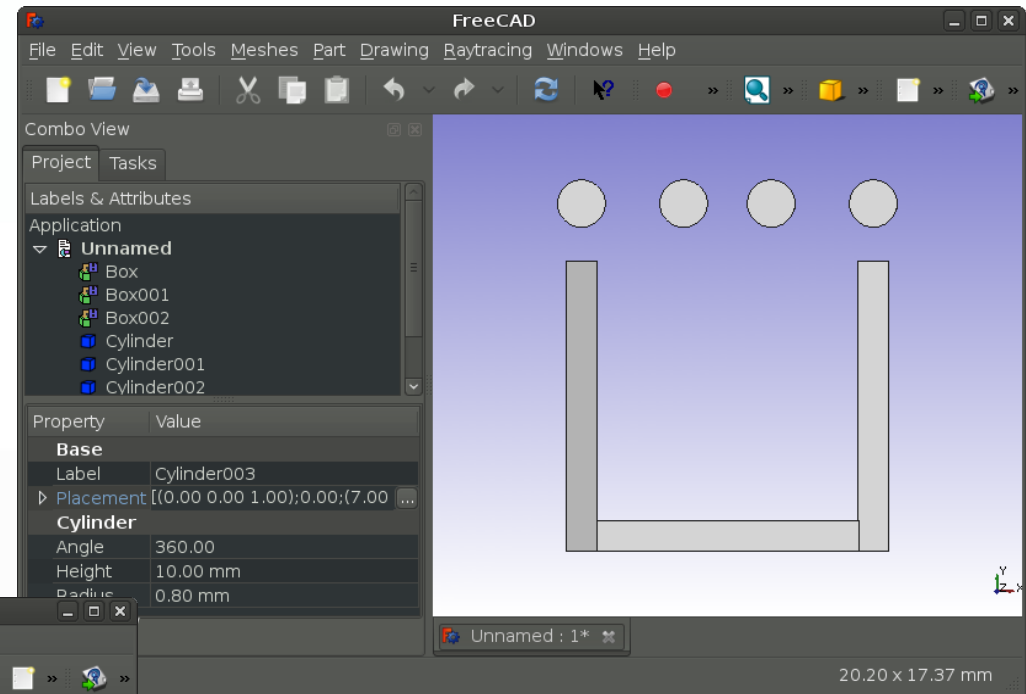 FreeCAD
File Edit View Tools Meshes Part Drawing Raytracing Windows Help
» » » » »
Combo View
Project Tasks
Labels & Attributes
Application
Unnamed
Box
Box001
Box002
Cylinder
Cylinder001
Cylinder002
Property Value
Base
Label Cylinder003
Placement [(0.00 0.00 1.00);0.00;(7.00 ...
Cylinder
Angle 360.00
Height 10.00 mm
Radius 0.80 mm
Y
Z x
Unnamed : 1*
» »
20.20 x 17.37 mm